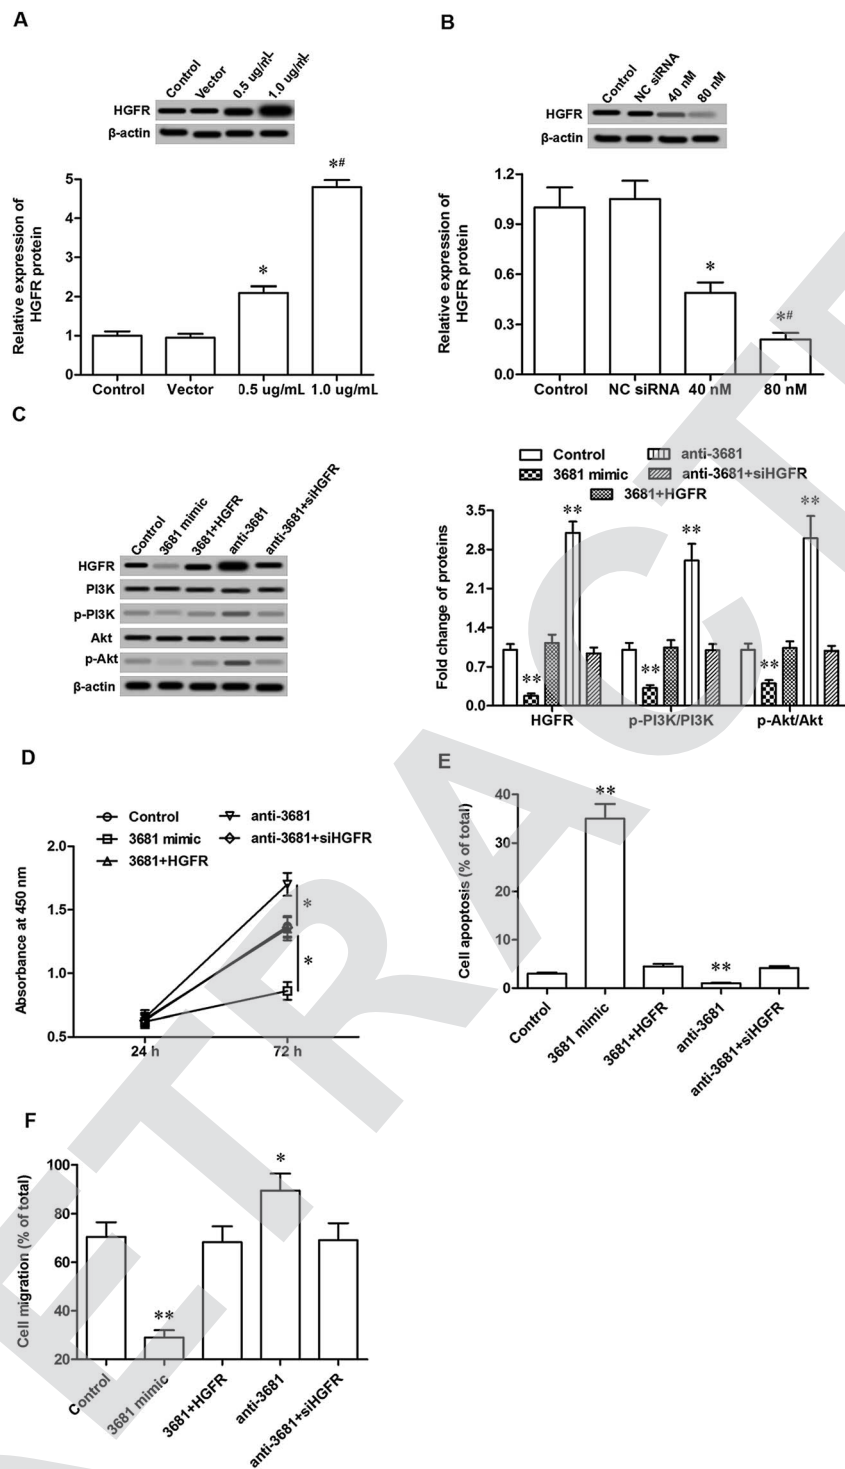 A
Control
Vector
0.5 ug/mL
1.0 ug/mL
HGFR
β-actin
*#
*
5
4
3
2
1
0
Relative expression of
HGFR protein
Control Vector 0.5 ug/mL 1.0 ug/mL
B
Control
NC siRNA
40 nM
80 nM
HGFR
β-actin
1.2
0.9
0.6
0.3
0.0
Relative expression of
HGFR protein
*
*#
Control NC siRNA 40 nM 80 nM
C
Control
3681 mimic
3681+HGFR
anti-3681
anti-3681+siHGFR
HGFR
PI3K
p-PI3K
Akt
p-Akt
β-actin
Control anti-3681
3681 mimic anti-3681+siHGFR
3681+HGFR
3.5
2.8
2.1
1.4
0.7
0.0
Fold change of proteins
** ** **
** ** **
HGFR p-PI3K/PI3K p-Akt/Akt
D
Control anti-3681
3681 mimic anti-3681+siHGFR
3681+HGFR
2.0
1.5
1.0
0.5
Absorbance at 450 nm
*
*
24 h 72 h
E
40
30
20
10
0
Cell apoptosis (% of total)
**
**
Control
3681 mimic
3681+HGFR
anti-3681
anti-3681+siHGFR
F
100
80
60
40
20
Cell migration (% of total)
*
**
Control
3681 mimic
3681+HGFR
anti-3681
anti-3681+siHGFR